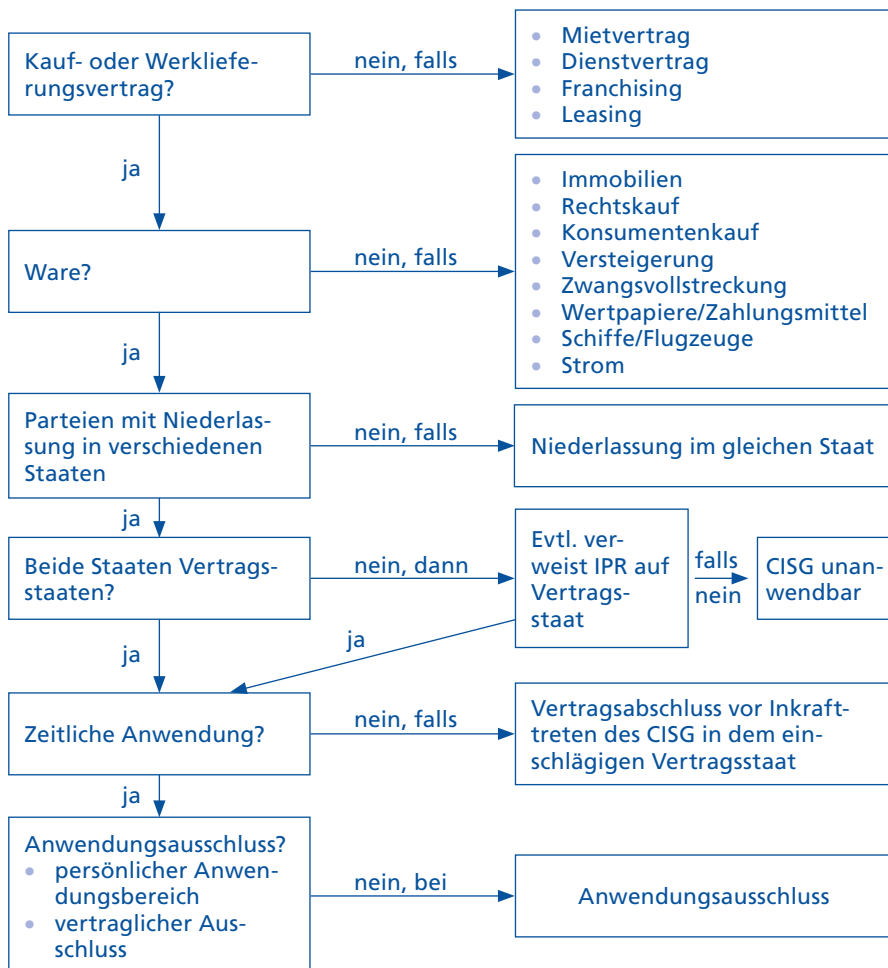 Kauf- oder Werkliefe-
rungsvertrag?
nein, falls
• Mietvertrag
• Dienstvertrag
• Franchising
• Leasing
ja
Ware?
nein, falls
• Immobilien
• Rechtskauf
• Konsumentenkauf
• Versteigerung
• Zwangsvollstreckung
• Wertpapiere/Zahlungsmittel
• Schiffe/Flugzeuge
• Strom
ja
Parteien mit Niederlas-
sung in verschiedenen
Staaten
nein, falls
Niederlassung im gleichen Staat
ja
Beide Staaten Vertrags-
staaten?
nein, dann
Evtl. ver-
weist IPR auf
Vertrags-
staat
falls
nein
CISG unan-
wendbar
ja
ja
Zeitliche Anwendung?
nein, falls
Vertragsabschluss vor Inkraft-
treten des CISG in dem ein-
schlägigen Vertragsstaat
ja
Anwendungsausschluss?
• persönlicher Anwen-
dungsbereich
• vertraglicher Aus-
schluss
nein, bei
Anwendungsausschluss